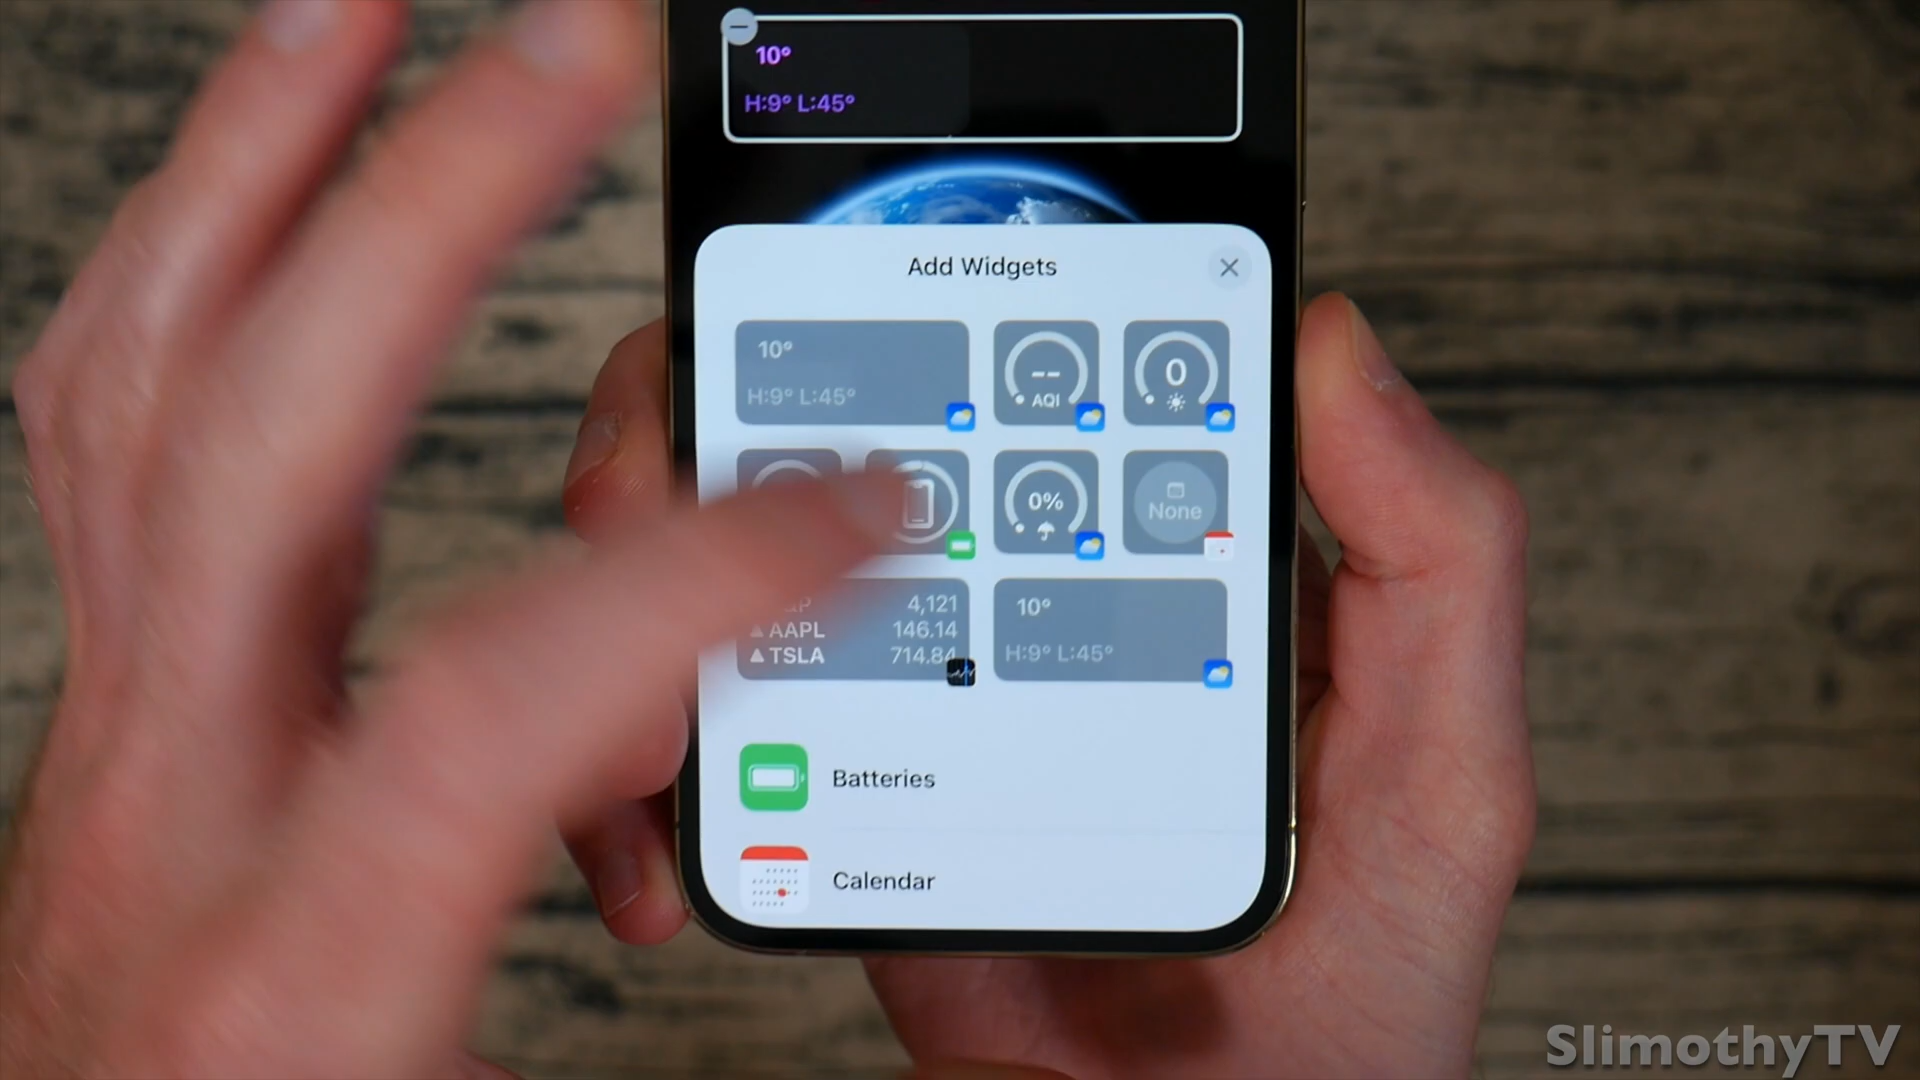 10°
H:9° L:45°
Add Widgets
10°
H:9° L:45°
--
AQI
0
0%
None
4,121
AAPL 146.14
TSLA 714.84
10°
H:9° L:45°
Batteries
Calendar
SlimothyTV